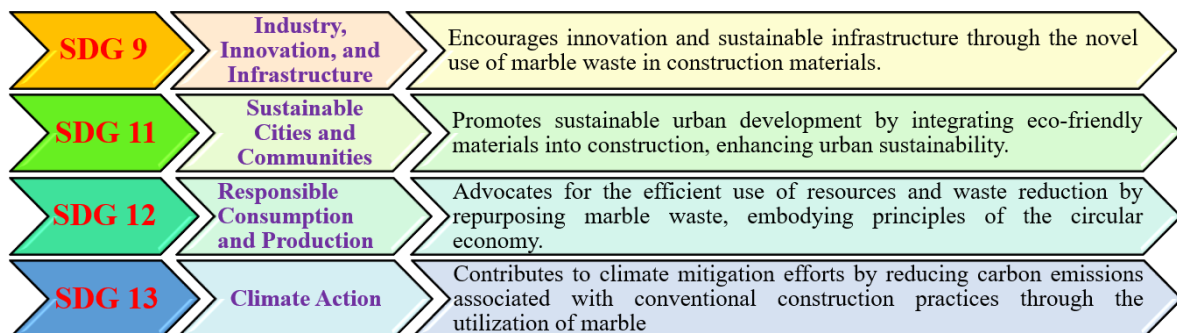 SDG 9
Industry,
Innovation, and
Infrastructure
Encourages innovation and sustainable infrastructure through the novel
use of marble waste in construction materials.
SDG 11
Sustainable
Cities and
Communities
Promotes sustainable urban development by integrating eco-friendly
materials into construction, enhancing urban sustainability.
SDG 12
Responsible
Consumption
and Production
Advocates for the efficient use of resources and waste reduction by
repurposing marble waste, embodying principles of the circular
economy.
SDG 13
Climate Action
Contributes to climate mitigation efforts by reducing carbon emissions
associated with conventional construction practices through the
utilization of marble